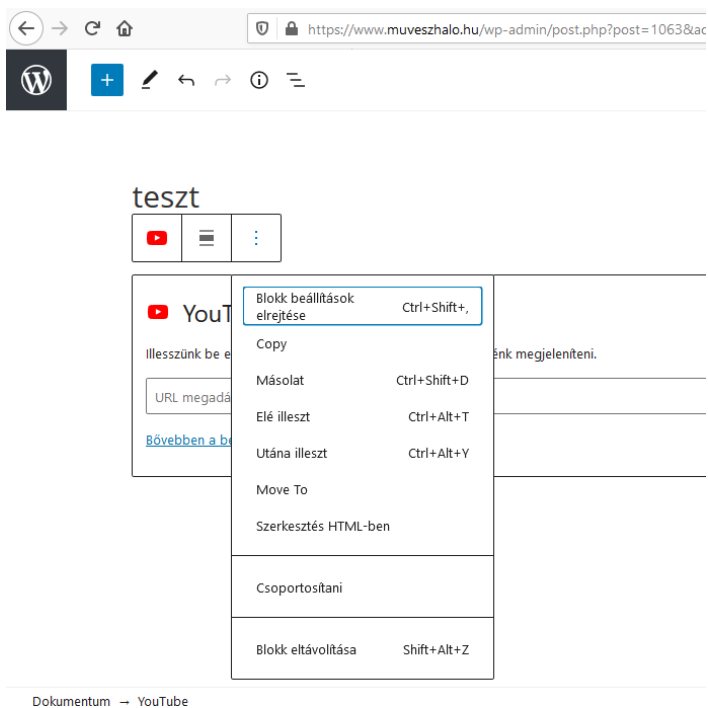 https://www.muveszhalo.hu/wp-admin/post.php?post=1063&
teszt
YouT
Illesszünk be e
énk megjeleníteni.
URL megadá
Bővebben a be
Blokk beállítások
elrejtése Ctrl+Shift+,
Copy
Másolat Ctrl+Shift+D
Elé illeszt Ctrl+Alt+T
Utána illeszt Ctrl+Alt+Y
Move To
Szerkesztés HTML-ben
Csoportosítani
Blokk eltávolítása Shift+Alt+Z
Dokumentum → YouTube